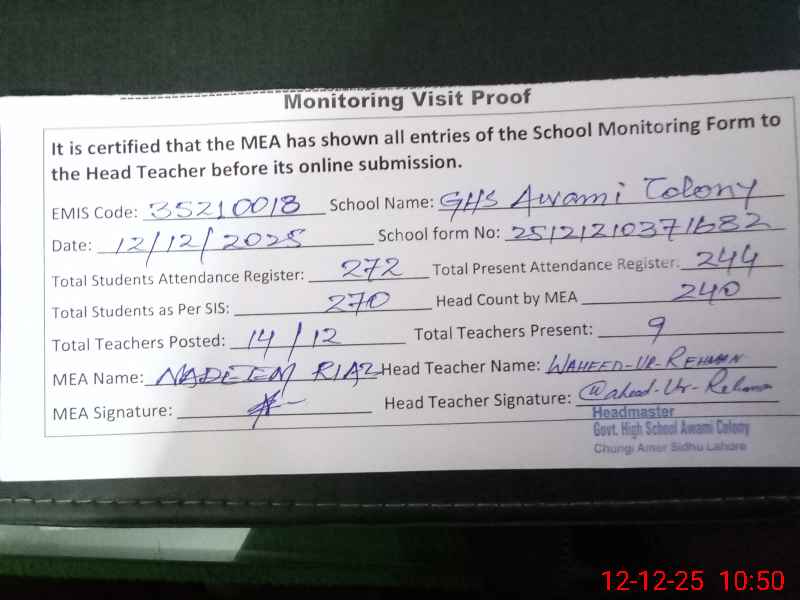 Monitoring Visit Proof
It is certified that the MEA has shown all entries of the School Monitoring Form to
the Head Teacher before its online submission.
EMIS Code: 35210018 School Name: GHS Awami Colony
Date: 12/12/2025 School form No: 25121210371682
Total Students Attendance Register: 272 Total Present Attendance Register: 244
Total Students as Per SIS: 270 Head Count by MEA 240
Total Teachers Posted: 14/12 Total Teachers Present: 9
MEA Name: NADEEM RIAZ Head Teacher Name: WAHEED-UR-REHMAN
MEA Signature: Head Teacher Signature: Waheed-Ur-Rehman
Headmaster
Govt. High School Awami Colony
Chungi Amer Sidhu Lahore
12-12-25 10:50